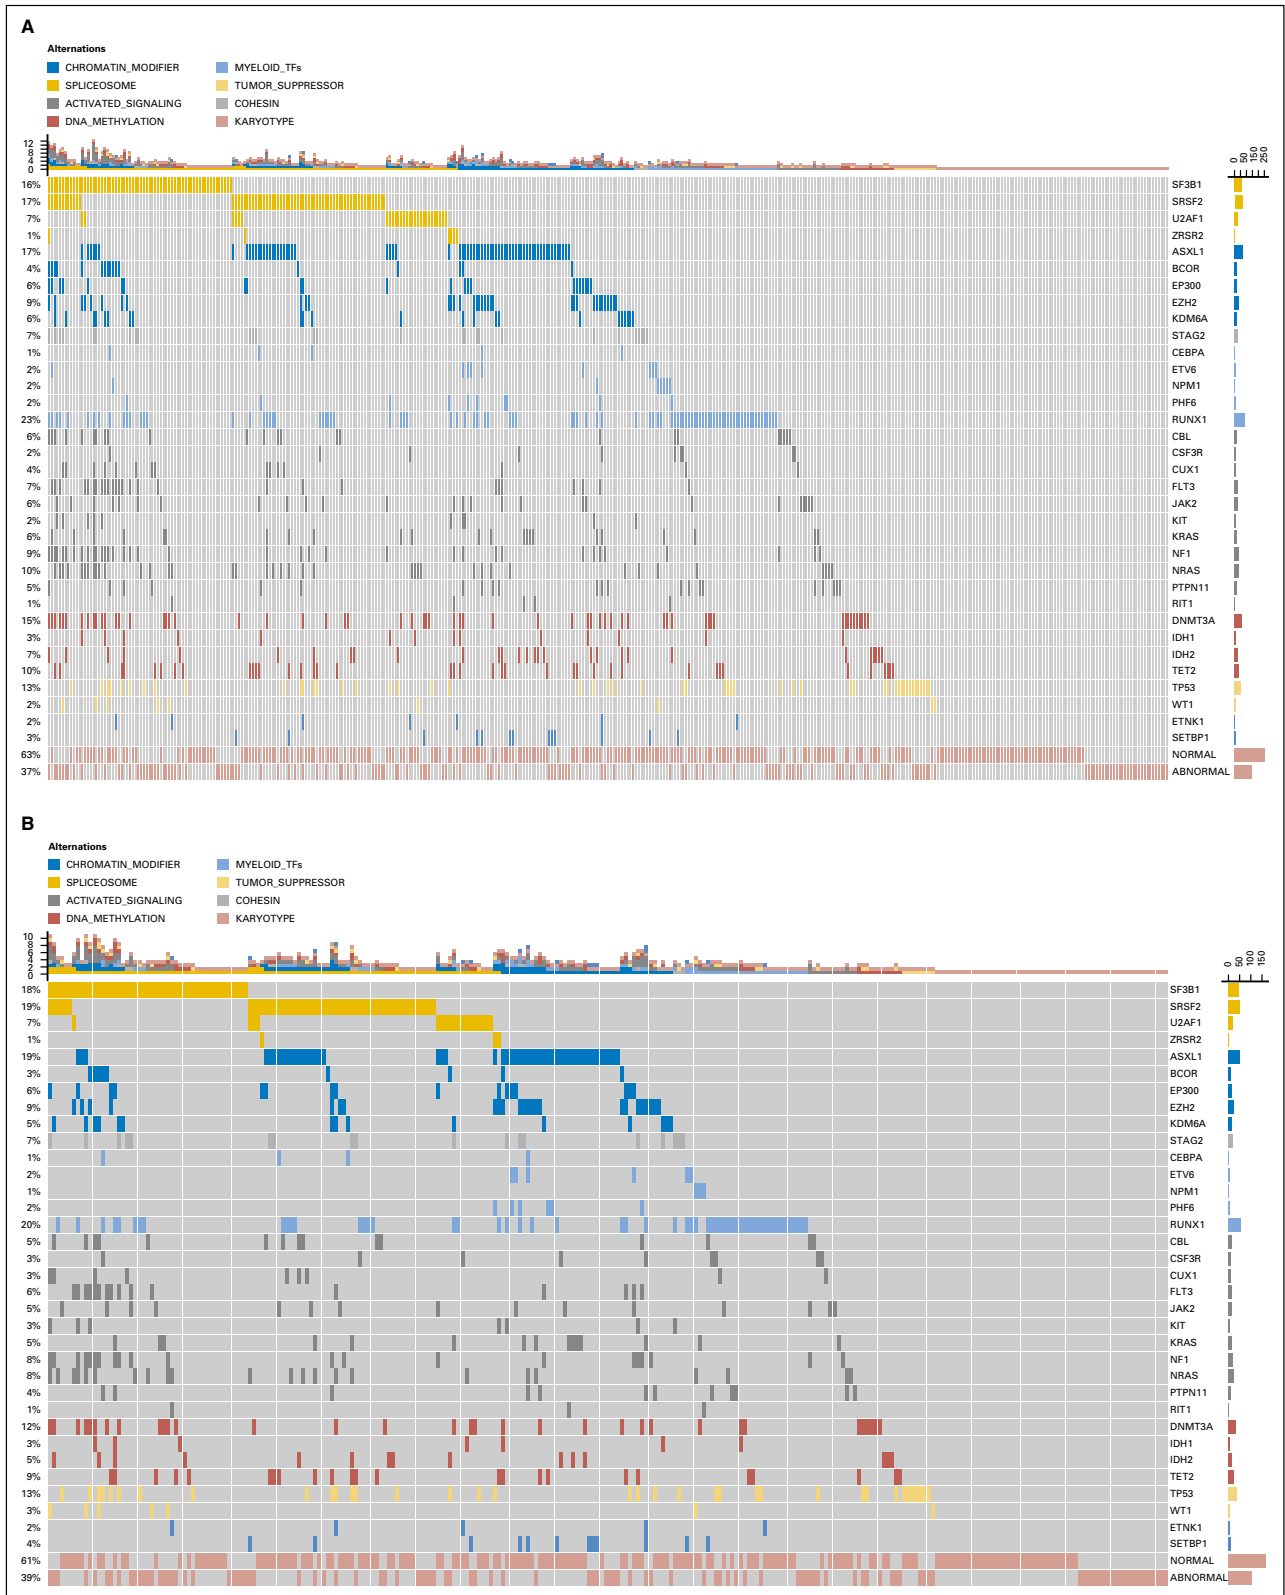 A
Alternations
CHROMATIN_MODIFIER MYELOID_TFs
SPLICEOSOME TUMOR_SUPPRESSOR
ACTIVATED_SIGNALING COHESIN
DNA_METHYLATION KARYOTYPE
12
8
4
0
0 50 150 250
16% SF3B1
17% SRSF2
7% U2AF1
1% ZRSR2
17% ASXL1
4% BCOR
6% EP300
9% EZH2
6% KDM6A
7% STAG2
1% CEBPA
2% ETV6
2% NPM1
2% PHF6
23% RUNX1
6% CBL
2% CSF3R
4% CUX1
7% FLT3
6% JAK2
2% KIT
6% KRAS
9% NF1
10% NRAS
5% PTPN11
1% RIT1
15% DNMT3A
3% IDH1
7% IDH2
10% TET2
13% TP53
2% WT1
2% ETNK1
3% SETBP1
63% NORMAL
37% ABNORMAL
B
Alternations
CHROMATIN_MODIFIER MYELOID_TFs
SPLICEOSOME TUMOR_SUPPRESSOR
ACTIVATED_SIGNALING COHESIN
DNA_METHYLATION KARYOTYPE
10
8
6
4
2
0
0 50 100 150
18% SF3B1
19% SRSF2
7% U2AF1
1% ZRSR2
19% ASXL1
3% BCOR
6% EP300
9% EZH2
5% KDM6A
7% STAG2
1% CEBPA
2% ETV6
1% NPM1
2% PHF6
20% RUNX1
5% CBL
3% CSF3R
3% CUX1
6% FLT3
5% JAK2
3% KIT
5% KRAS
8% NF1
8% NRAS
4% PTPN11
1% RIT1
12% DNMT3A
3% IDH1
5% IDH2
9% TET2
13% TP53
3% WT1
2% ETNK1
4% SETBP1
61% NORMAL
39% ABNORMAL